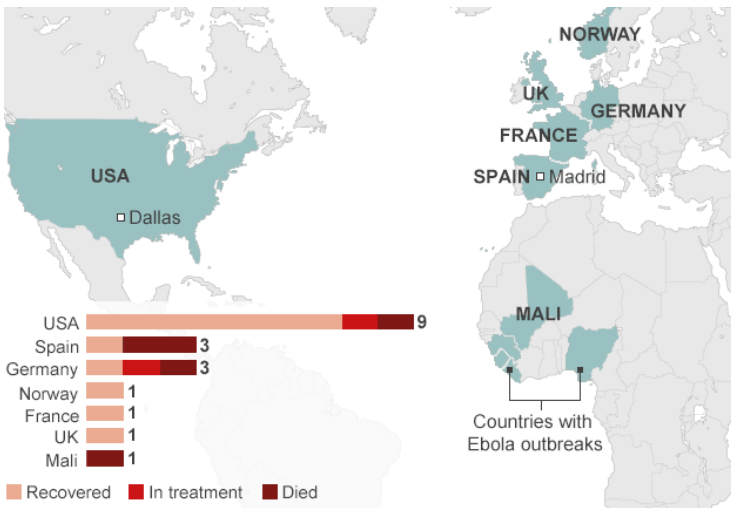 NORWAY
UK
GERMANY
FRANCE
USA
SPAIN Madrid
Dallas
MALI
USA 9
Spain 3
Germany 3
Norway 1
France 1
UK 1
Mali 1
Countries with
Ebola outbreaks
Recovered In treatment Died